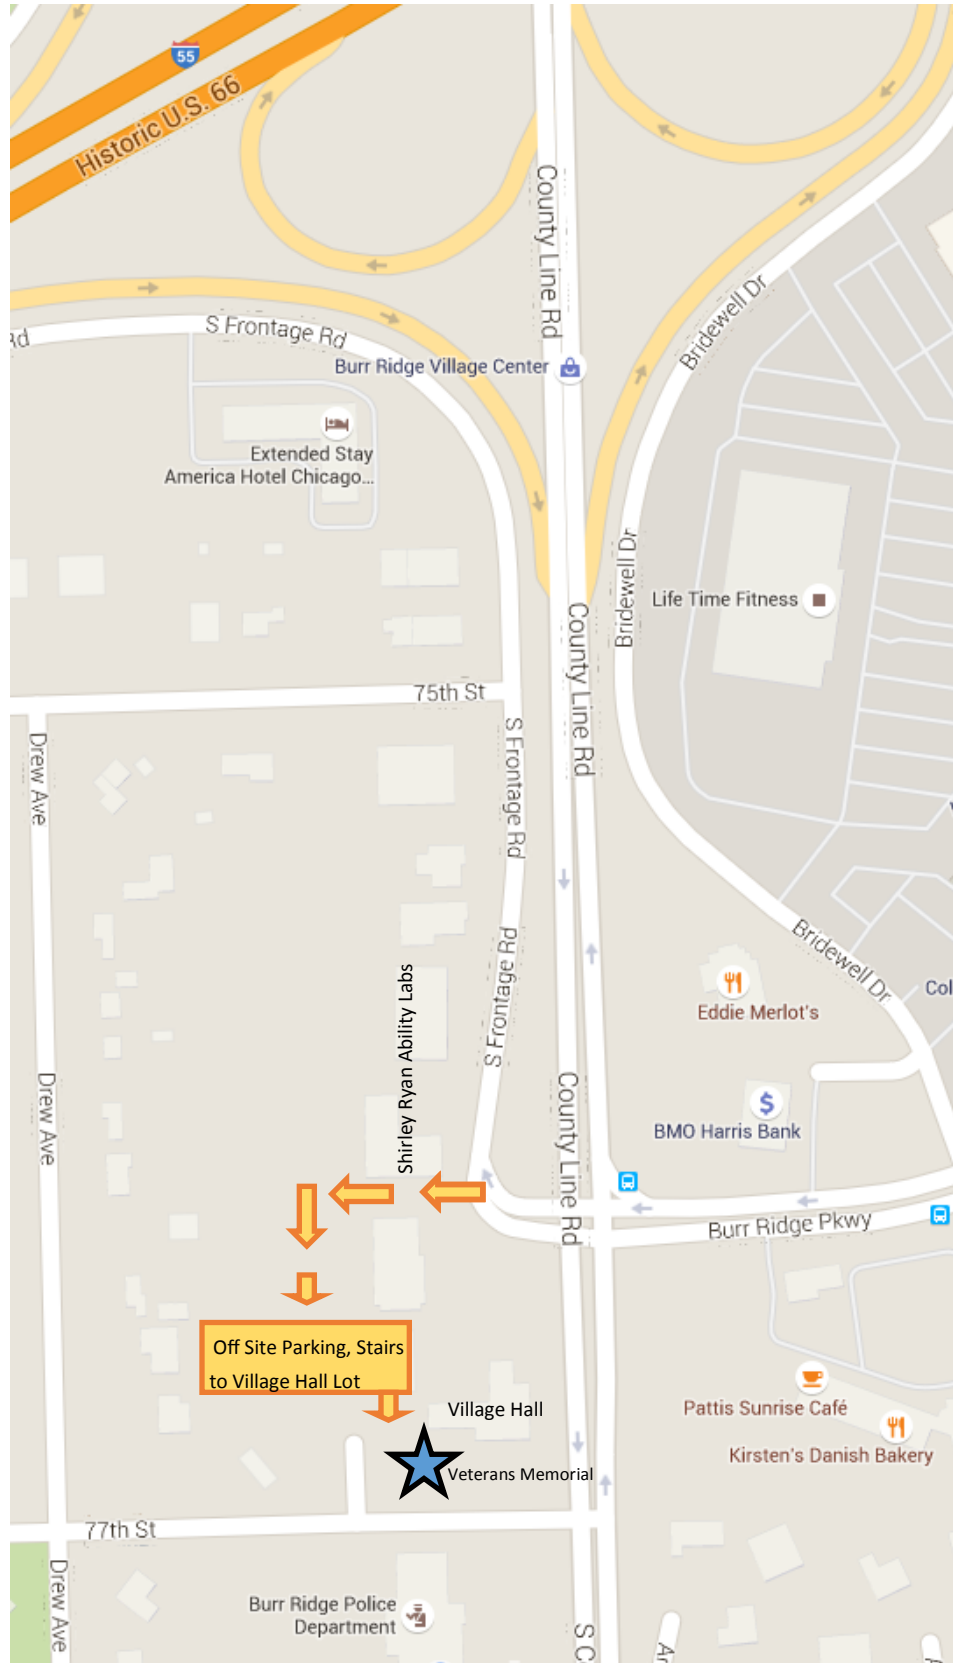 55
Historic U.S. 66
County Line Rd
Bridewell Dr
S Frontage Rd
Rd
Burr Ridge Village Center
Extended Stay
America Hotel Chicago...
Bridewell Dr
Life Time Fitness
County Line Rd
75th St
S Frontage Rd
Drew Ave
Bridewell Dr
S Frontage Rd
Col
Eddie Merlot's
Shirley Ryan Ability Labs
Drew Ave
County Line Rd
$
BMO Harris Bank
Burr Ridge Pkwy
Off Site Parking, Stairs
to Village Hall Lot
Village Hall
Pattis Sunrise Café
Kirsten's Danish Bakery
Veterans Memorial
77th St
Drew Ave
Burr Ridge Police
Department
S C